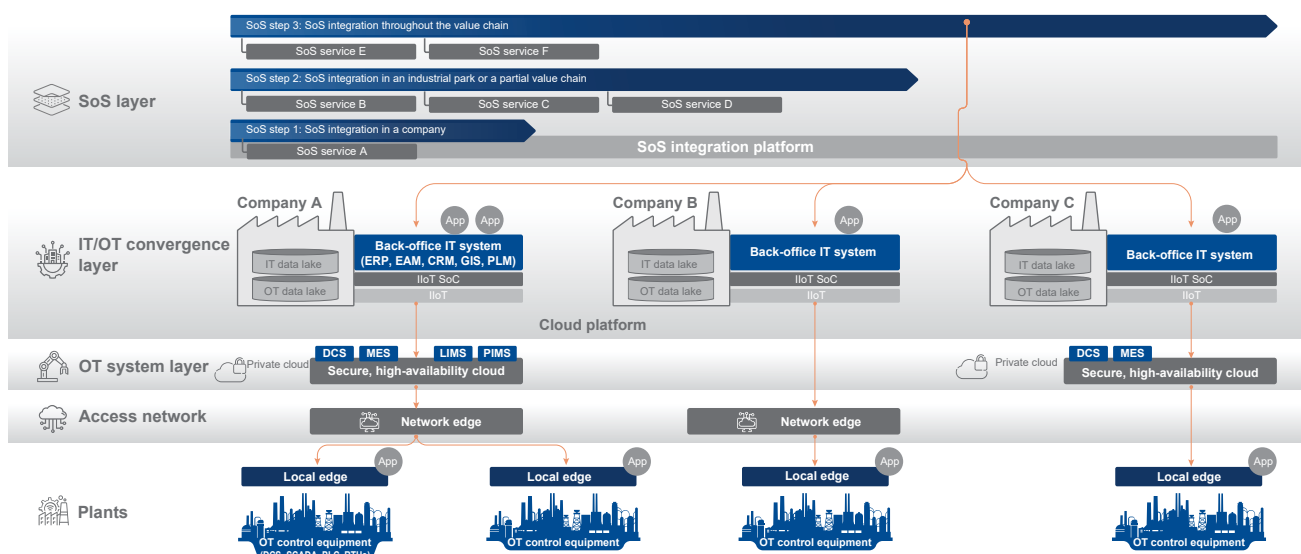 SoS step 3: SoS integration throughout the value chain
SoS service E
SoS service F
SoS step 2: SoS integration in an industrial park or a partial value chain
SoS layer
SoS service B
SoS service C
SoS service D
SoS step 1: SoS integration in a company
SoS service A
SoS integration platform
Company A
App
App
Company B
App
Company C
App
IT/OT convergence
layer
IT data lake
OT data lake
Back-office IT system
(ERP, EAM, CRM, GIS, PLM)
IIoT SoC
IIoT
IT data lake
OT data lake
Back-office IT system
IIoT SoC
IIoT
IT data lake
OT data lake
Back-office IT system
IIoT SoC
IIoT
Cloud platform
OT system layer
Private cloud
DCS
MES
LIMS
PIMS
Secure, high-availability cloud
Private cloud
DCS
MES
Secure, high-availability cloud
Access network
Network edge
Network edge
Plants
App
Local edge
OT control equipment
(DCS, SCADA, PLC, RTUs)
App
Local edge
OT control equipment
App
Local edge
OT control equipment
App
Local edge
OT control equipment